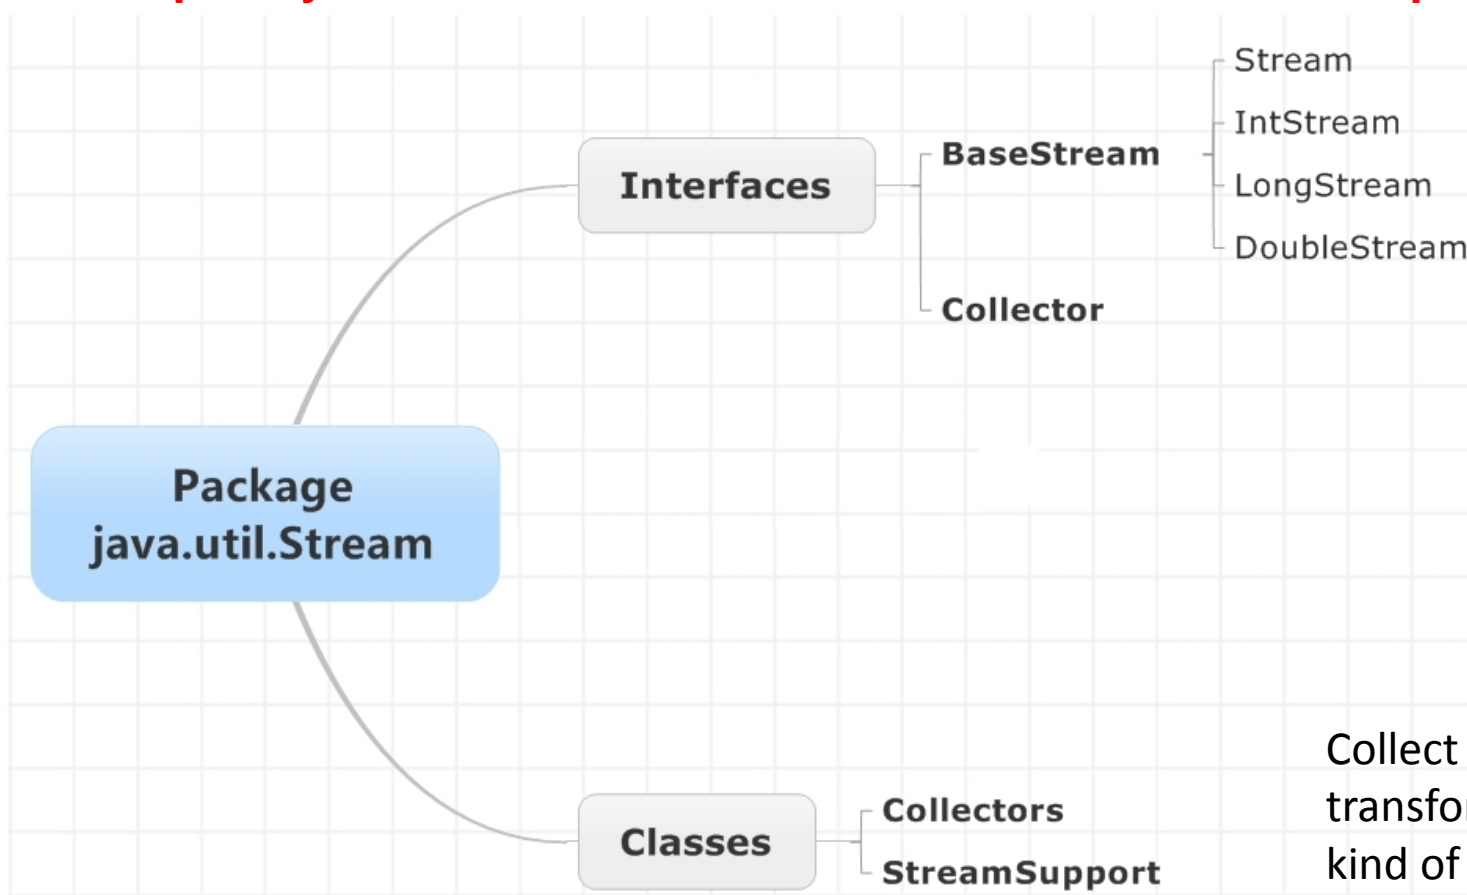 Stream
IntStream
BaseStream
Interfaces
LongStream
DoubleStream
Collector
Package
java.util.Stream
Collect
Collectors
Classes
kind of
StreamSupport